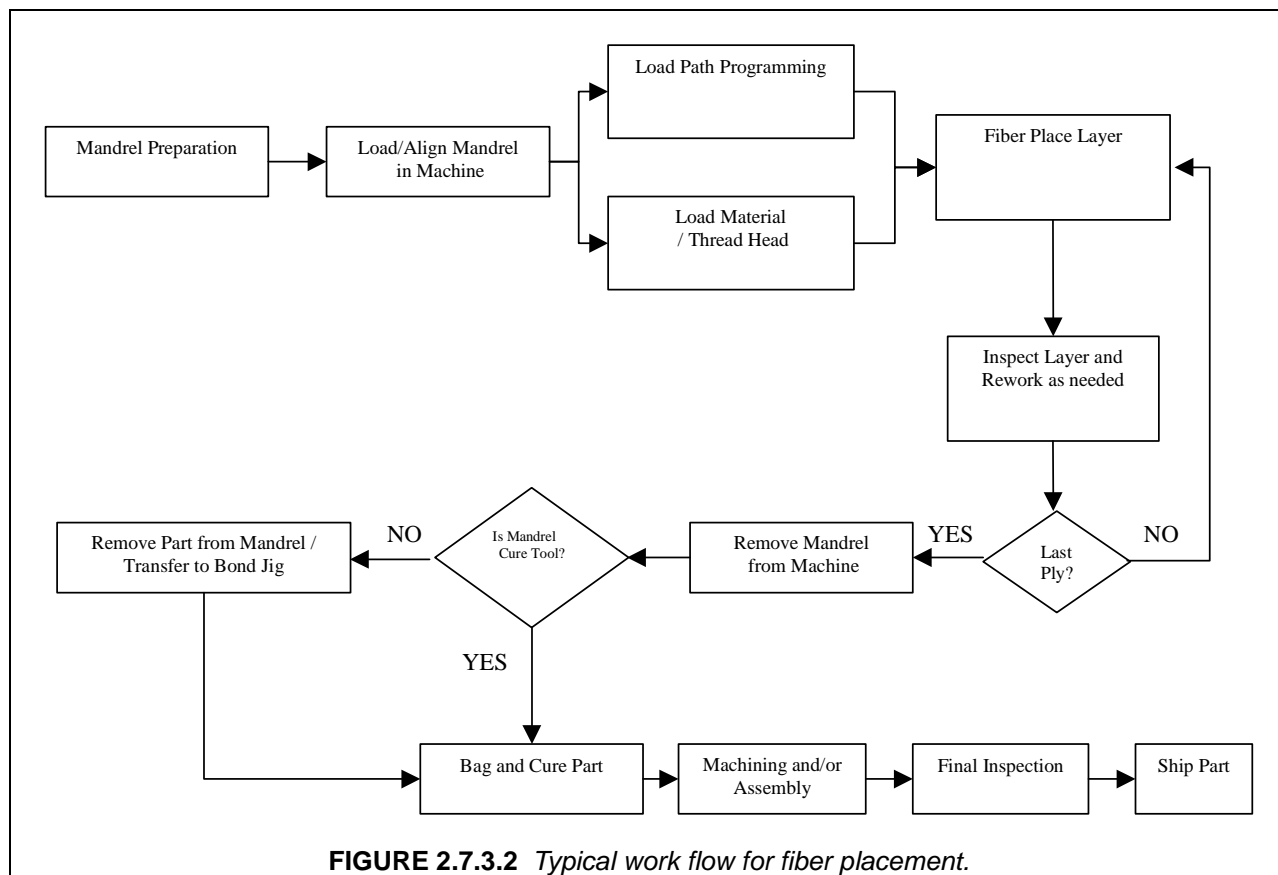 Load Path Programming
Mandrel Preparation
Load/Align Mandrel
in Machine
Fiber Place Layer
Load Material
/ Thread Head
Inspect Layer and
Rework as needed
Last
Ply?
NO
YES
Remove Mandrel
from Machine
Is Mandrel
Cure Tool?
NO
Remove Part from Mandrel /
Transfer to Bond Jig
YES
Bag and Cure Part
Machining and/or
Assembly
Final Inspection
Ship Part
FIGURE 2.7.3.2 Typical work flow for fiber placement.